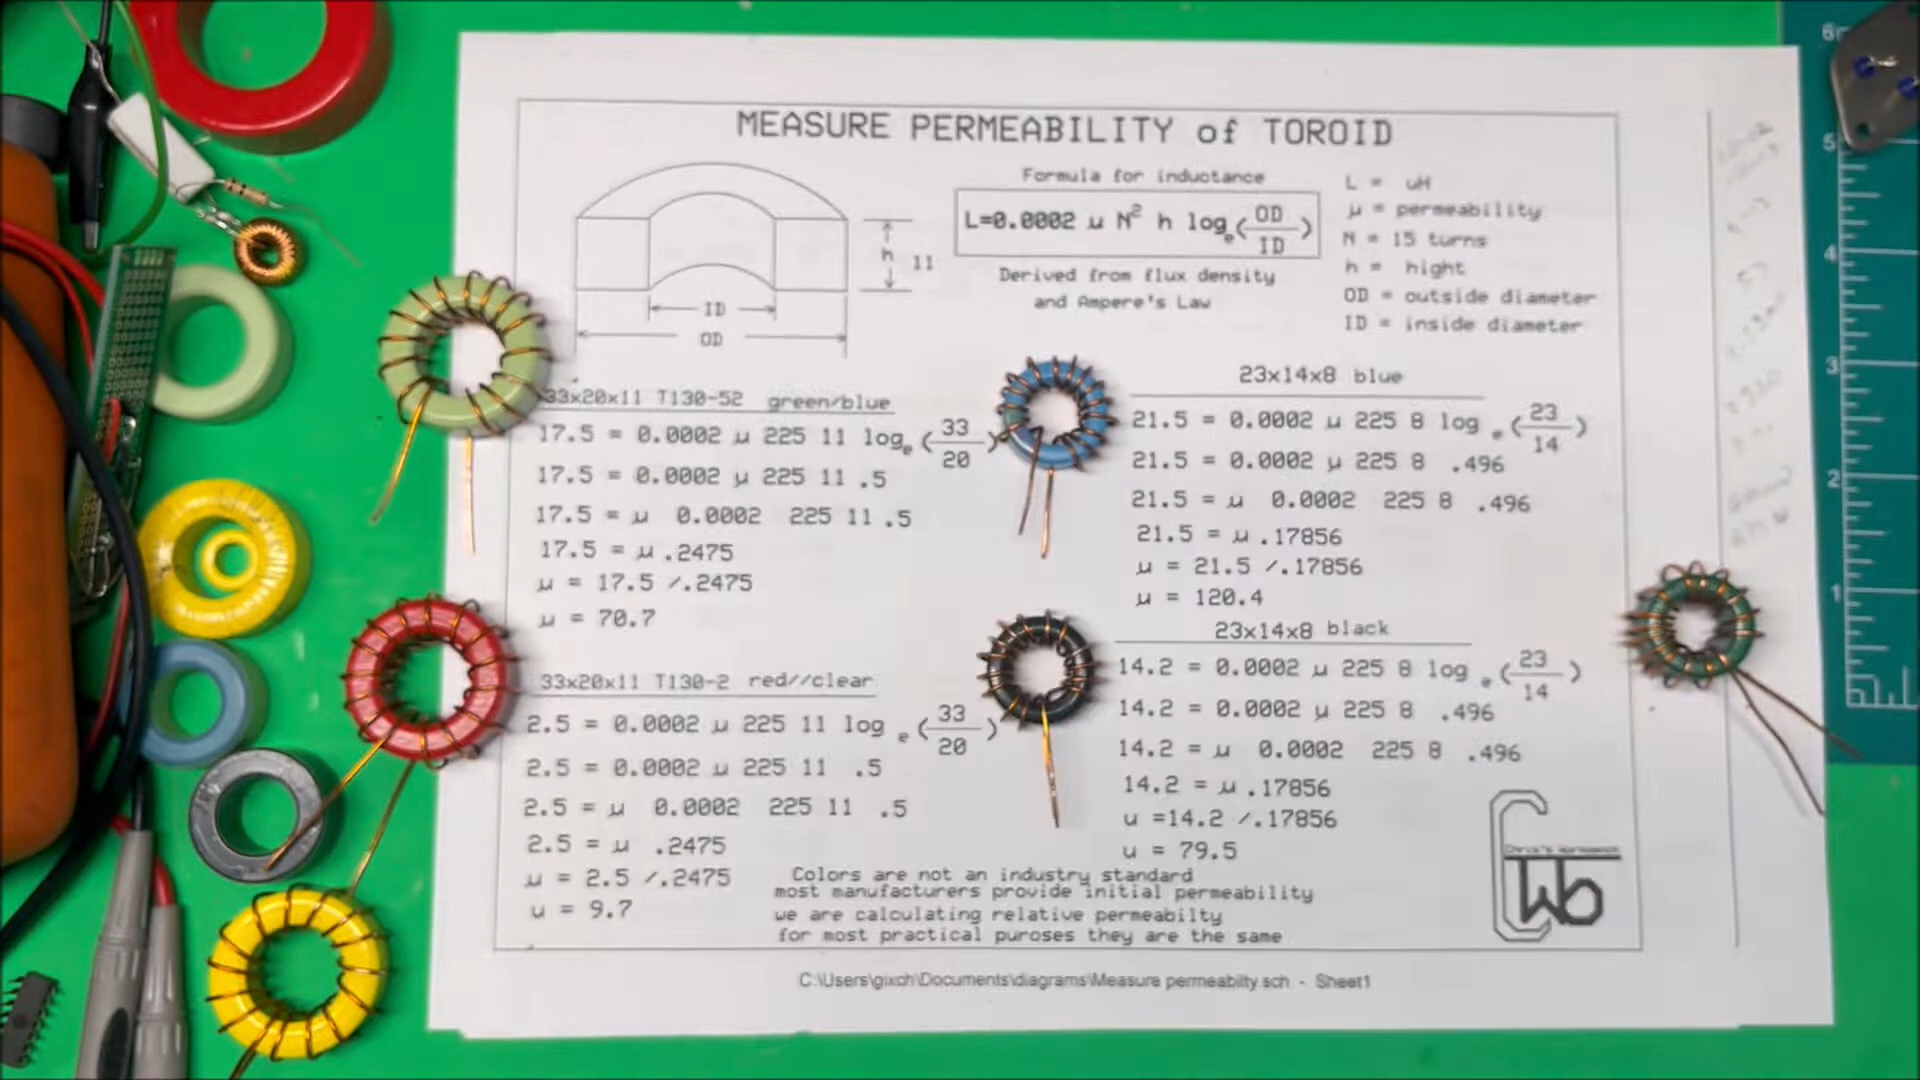 MEASURE PERMEABILITY of TOROID
Formula for inductance
L=0.0002 µ N² h logₑ(OD/ID)
Derived from flux density
and Ampere's Law
L = uH
µ = permeability
N = 15 turns
h = hight
OD = outside diameter
ID = inside diameter
h 11
ID
OD
33x20x11 T130-52 green/blue
17.5 = 0.0002 µ 225 11 logₑ(33/20)
17.5 = 0.0002 µ 225 11 .5
17.5 = µ 0.0002 225 11 .5
17.5 = µ .2475
µ = 17.5 /.2475
µ = 70.7
33x20x11 T130-2 red//clear
2.5 = 0.0002 µ 225 11 log ₑ(33/20)
2.5 = 0.0002 µ 225 11 .5
2.5 = µ 0.0002 225 11 .5
2.5 = µ .2475
µ = 2.5 /.2475
u = 9.7
23x14x8 blue
21.5 = 0.0002 µ 225 8 log ₑ(23/14)
21.5 = 0.0002 µ 225 8 .496
21.5 = µ 0.0002 225 8 .496
21.5 = µ .17856
µ = 21.5 /.17856
µ = 120.4
23x14x8 black
14.2 = 0.0002 µ 225 8 log ₑ(23/14)
14.2 = 0.0002 µ 225 8 .496
14.2 = µ 0.0002 225 8 .496
14.2 = µ .17856
u =14.2 /.17856
u = 79.5
Colors are not an industry standard
most manufacturers provide initial permeability
we are calculating relative permeabilty
for most practical puroses they are the same
Chris's Workbench
CWb
C:\Users\gixch\Documents\diagrams\Measure permeabilty.sch - Sheet1
6
5
4
3
2
1
0